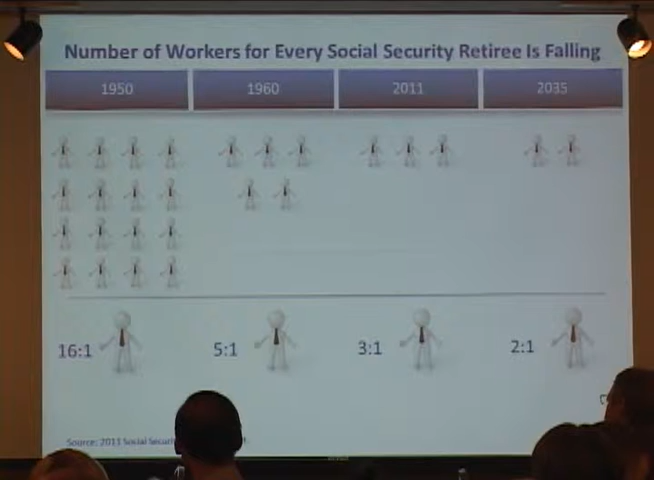 Number of Workers for Every Social Security Retiree Is Falling
1950 1960 2011 2035
16:1 5:1 3:1 2:1
Source: 2011 Social